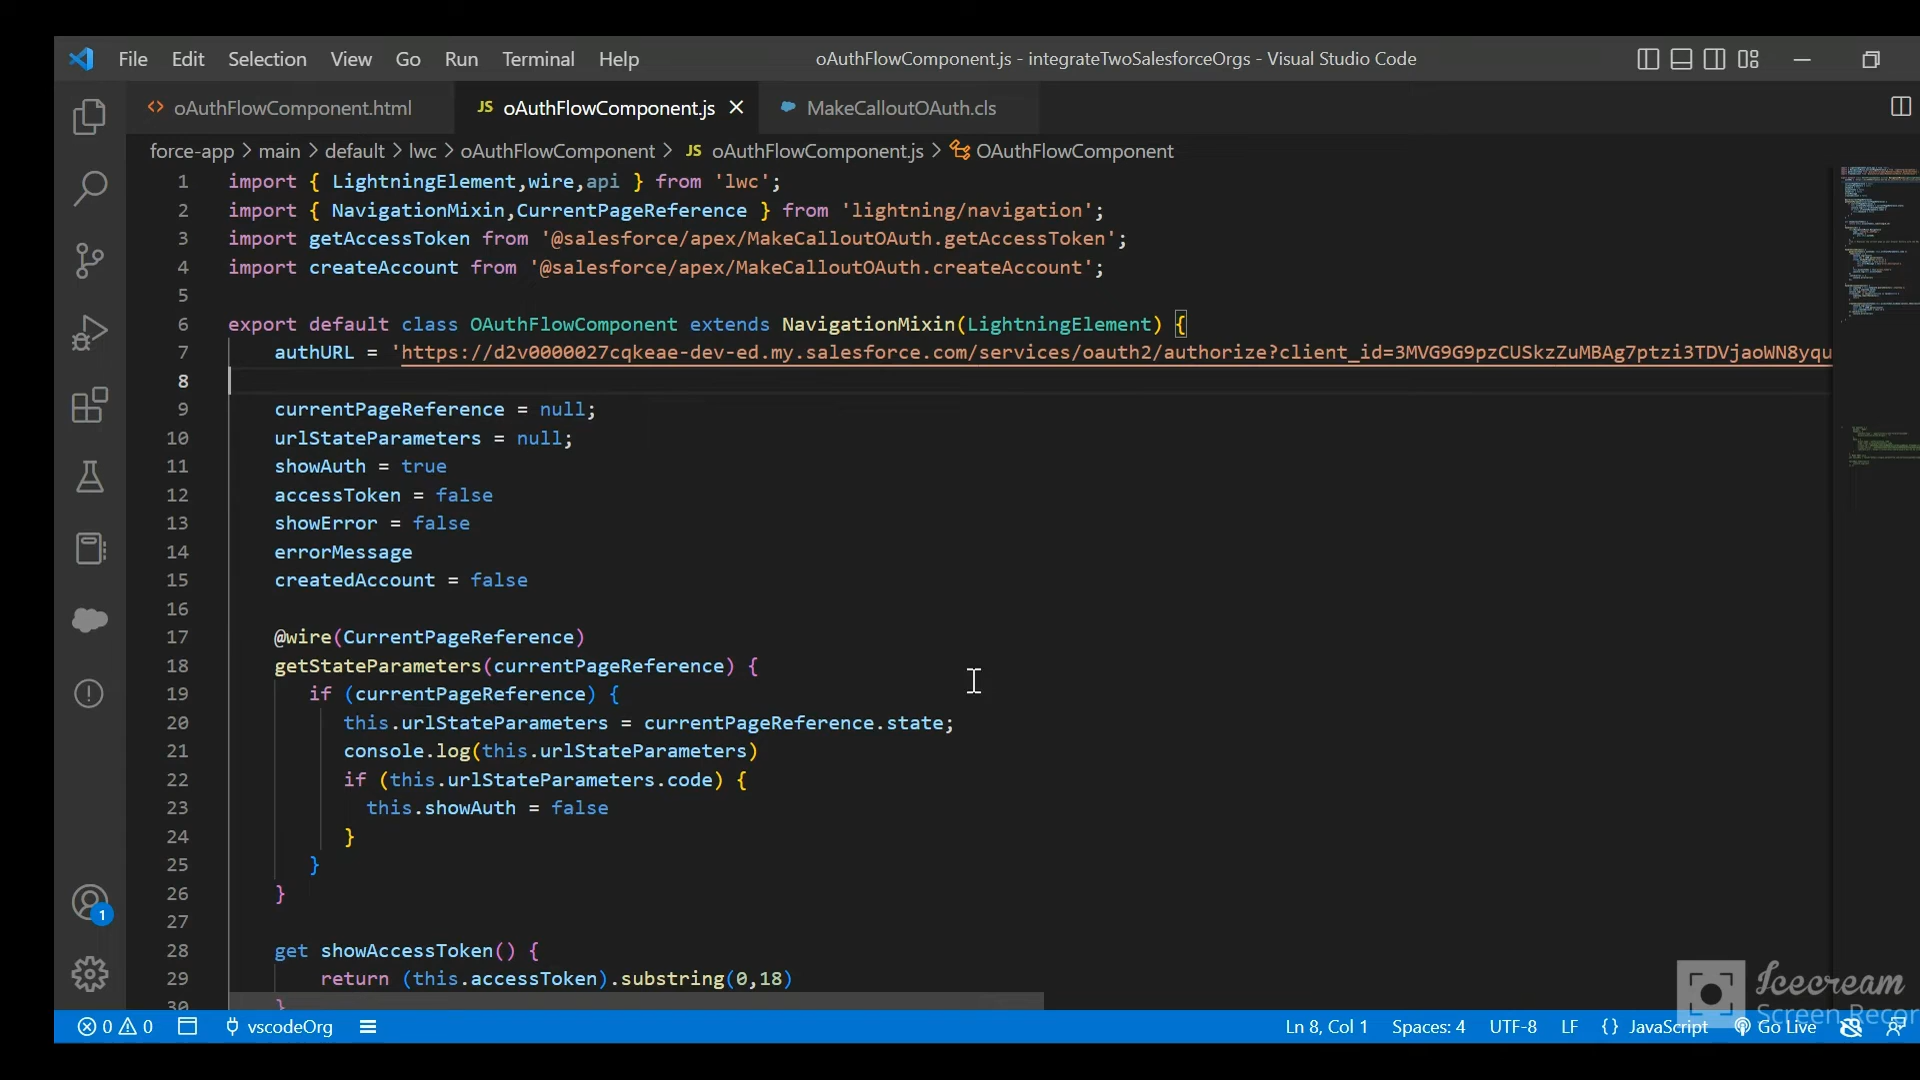 File Edit Selection View Go Run Terminal Help oAuthFlowComponent.js - integrateTwoSalesforceOrgs - Visual Studio Code
<> oAuthFlowComponent.html JS oAuthFlowComponent.js MakeCalloutOAuth.cls
force-app > main > default > lwc > oAuthFlowComponent > JS oAuthFlowComponent.js > OAuthFlowComponent
1 import { LightningElement,wire,api } from 'lwc';
2 import { NavigationMixin,CurrentPageReference } from 'lightning/navigation';
3 import getAccessToken from '@salesforce/apex/MakeCalloutOAuth.getAccessToken';
4 import createAccount from '@salesforce/apex/MakeCalloutOAuth.createAccount';
5
6 export default class OAuthFlowComponent extends NavigationMixin(LightningElement) {
7 authURL = 'https://d2v0000027cqkeae-dev-ed.my.salesforce.com/services/oauth2/authorize?client_id=3MVG9G9pzCUSkzZuMBAg7ptzi3TDVjaoWN8yqu
8
9 currentPageReference = null;
10 urlStateParameters = null;
11 showAuth = true
12 accessToken = false
13 showError = false
14 errorMessage
15 createdAccount = false
16
17 @wire(CurrentPageReference)
18 getStateParameters(currentPageReference) {
19 if (currentPageReference) {
20 this.urlStateParameters = currentPageReference.state;
21 console.log(this.urlStateParameters)
22 if (this.urlStateParameters.code) {
23 this.showAuth = false
24 }
25 }
26 }
27
28 get showAccessToken() {
29 return (this.accessToken).substring(0,18)
30 }
1
Icecream
Screen Recor
0 0 vscodeOrg Ln 8, Col 1 Spaces: 4 UTF-8 LF {} JavaScript Go Live